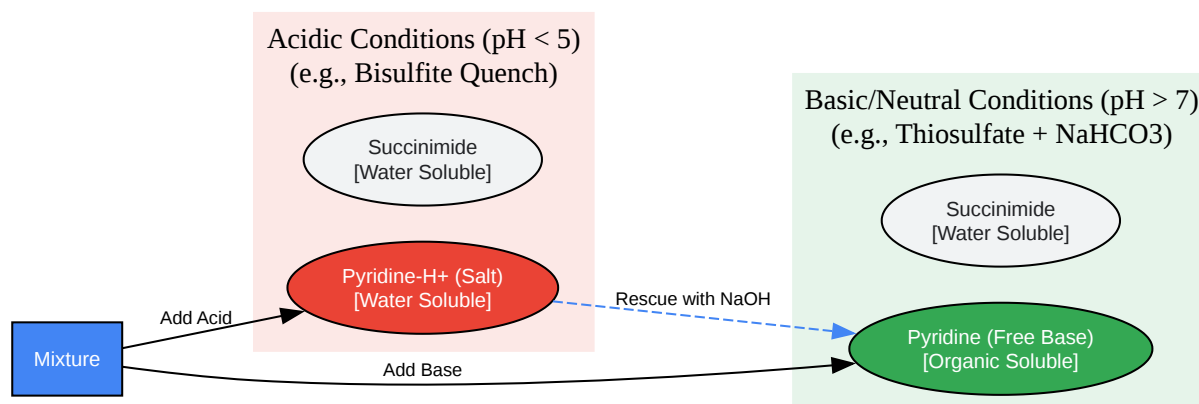 Acidic Conditions (pH < 5)
(e.g., Bisulfite Quench)
Succinimide
[Water Soluble]
Pyridine-H+ (Salt)
[Water Soluble]
Basic/Neutral Conditions (pH > 7)
(e.g., Thiosulfate + NaHCO3)
Succinimide
[Water Soluble]
Pyridine (Free Base)
[Organic Soluble]
Mixture
Add Acid
Rescue with NaOH
Add Base